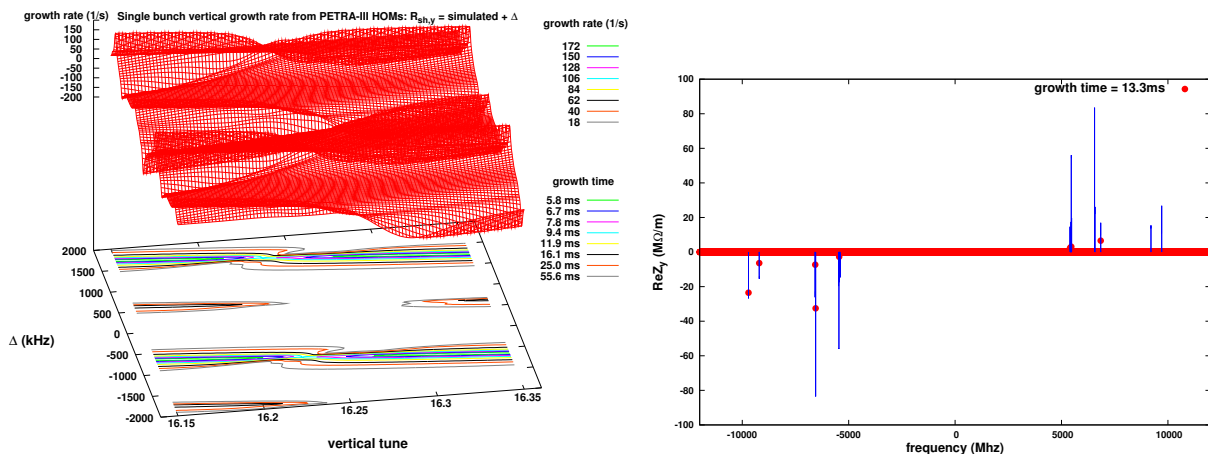 growth rate (1/s)
Single bunch vertical growth rate from PETRA-III HOMs: Rsh,y = simulated + Δ
150
100
50
0
-50
-100
-150
-200
growth rate (1/s)
172
150
128
106
84
62
40
18
growth time
5.8 ms
6.7 ms
7.8 ms
9.4 ms
11.9 ms
16.1 ms
25.0 ms
55.6 ms
2000
1500
1000
500
0
-500
-1000
-1500
-2000
Δ (kHz)
16.15
16.2
16.25
16.3
16.35
vertical tune
growth time = 13.3ms
100
80
60
40
20
0
-20
-40
-60
-80
-100
ReZy (MΩ/m)
-10000
-5000
0
5000
10000
frequency (Mhz)